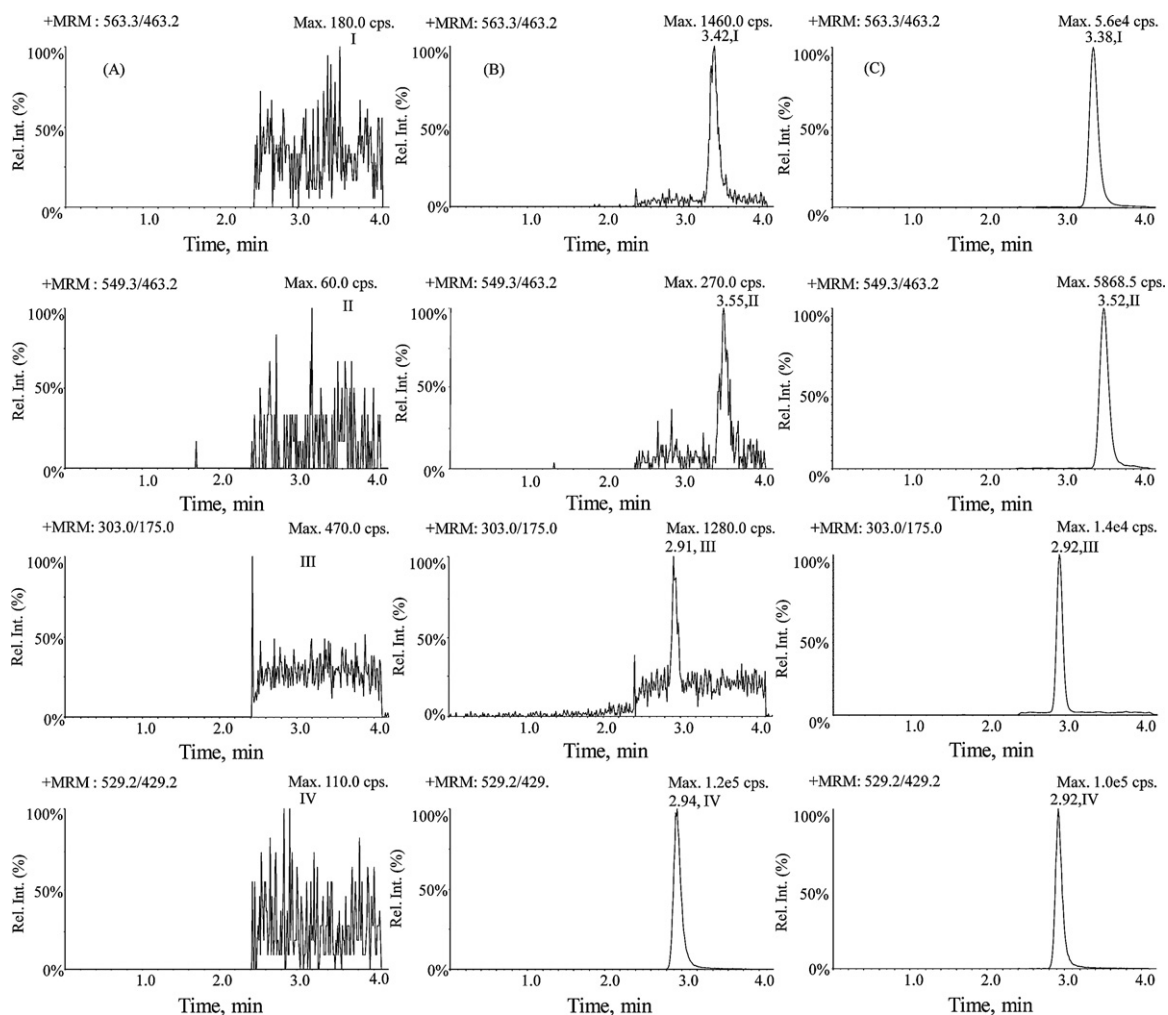 +MRM: 563.3/463.2 Max. 180.0 cps.
I
(A)
100%
50%
0%
Rel. Int. (%)
1.0 2.0 3.0 4.0
Time, min
+MRM: 563.3/463.2 Max. 1460.0 cps.
3.42,I
(B)
100%
50%
0%
Rel. Int. (%)
1.0 2.0 3.0 4.0
Time, min
+MRM: 563.3/463.2 Max. 5.6e4 cps.
3.38,I
(C)
100%
50%
0%
Rel. Int. (%)
1.0 2.0 3.0 4.0
Time, min
+MRM : 549.3/463.2 Max. 60.0 cps.
II
100%
50%
0%
Rel. Int. (%)
1.0 2.0 3.0 4.0
Time, min
+MRM: 549.3/463.2 Max. 270.0 cps.
3.55,II
100%
50%
0%
Rel. Int. (%)
1.0 2.0 3.0 4.0
Time, min
+MRM : 549.3/463.2 Max. 5868.5 cps.
3.52,II
100%
50%
0%
Rel. Int. (%)
1.0 2.0 3.0 4.0
Time, min
+MRM: 303.0/175.0 Max. 470.0 cps.
III
100%
50%
0%
Rel. Int. (%)
1.0 2.0 3.0 4.0
Time, min
+MRM: 303.0/175.0 Max. 1280.0 cps.
2.91, III
100%
50%
0%
Rel. Int. (%)
1.0 2.0 3.0 4.0
Time, min
+MRM: 303.0/175.0 Max. 1.4e4 cps.
2.92,III
100%
50%
0%
Rel. Int. (%)
1.0 2.0 3.0 4.0
Time, min
+MRM : 529.2/429.2 Max. 110.0 cps.
IV
100%
50%
0%
Rel. Int. (%)
1.0 2.0 3.0 4.0
Time, min
+MRM: 529.2/429. Max. 1.2e5 cps.
2.94, IV
100%
50%
0%
Rel. Int. (%)
1.0 2.0 3.0 4.0
Time, min
+MRM: 529.2/429.2 Max. 1.0e5 cps.
2.92,IV
100%
50%
0%
Rel. Int. (%)
1.0 2.0 3.0 4.0
Time, min